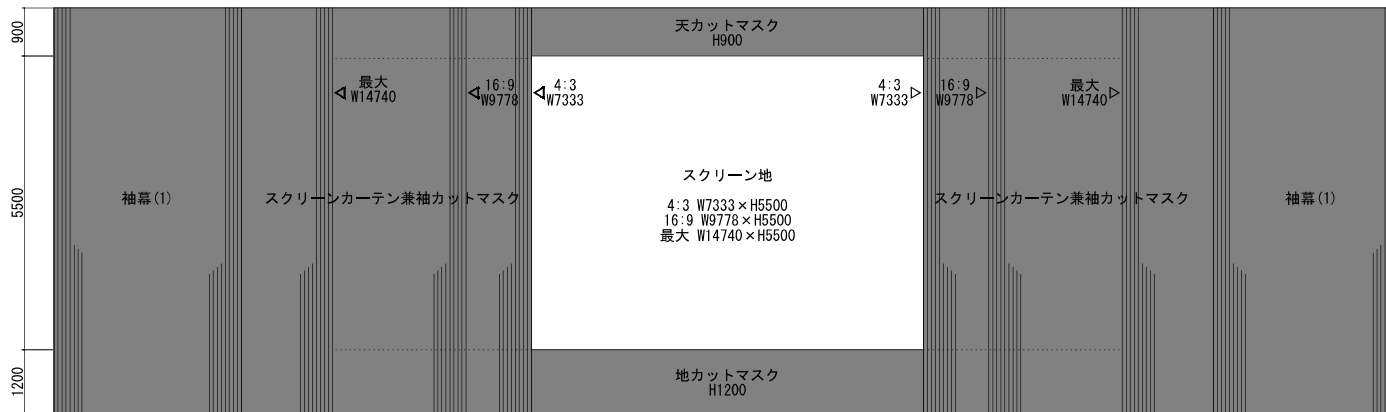 900
天カットマスク
H900
最大
W14740
16:9
W9778
4:3
W7333
4:3
W7333
16:9
W9778
最大
W14740
5500
袖幕(1)
スクリーンカーテン兼袖カットマスク
スクリーン地
4:3 W7333×H5500
16:9 W9778×H5500
最大 W14740×H5500
スクリーンカーテン兼袖カットマスク
袖幕(1)
1200
地カットマスク
H1200